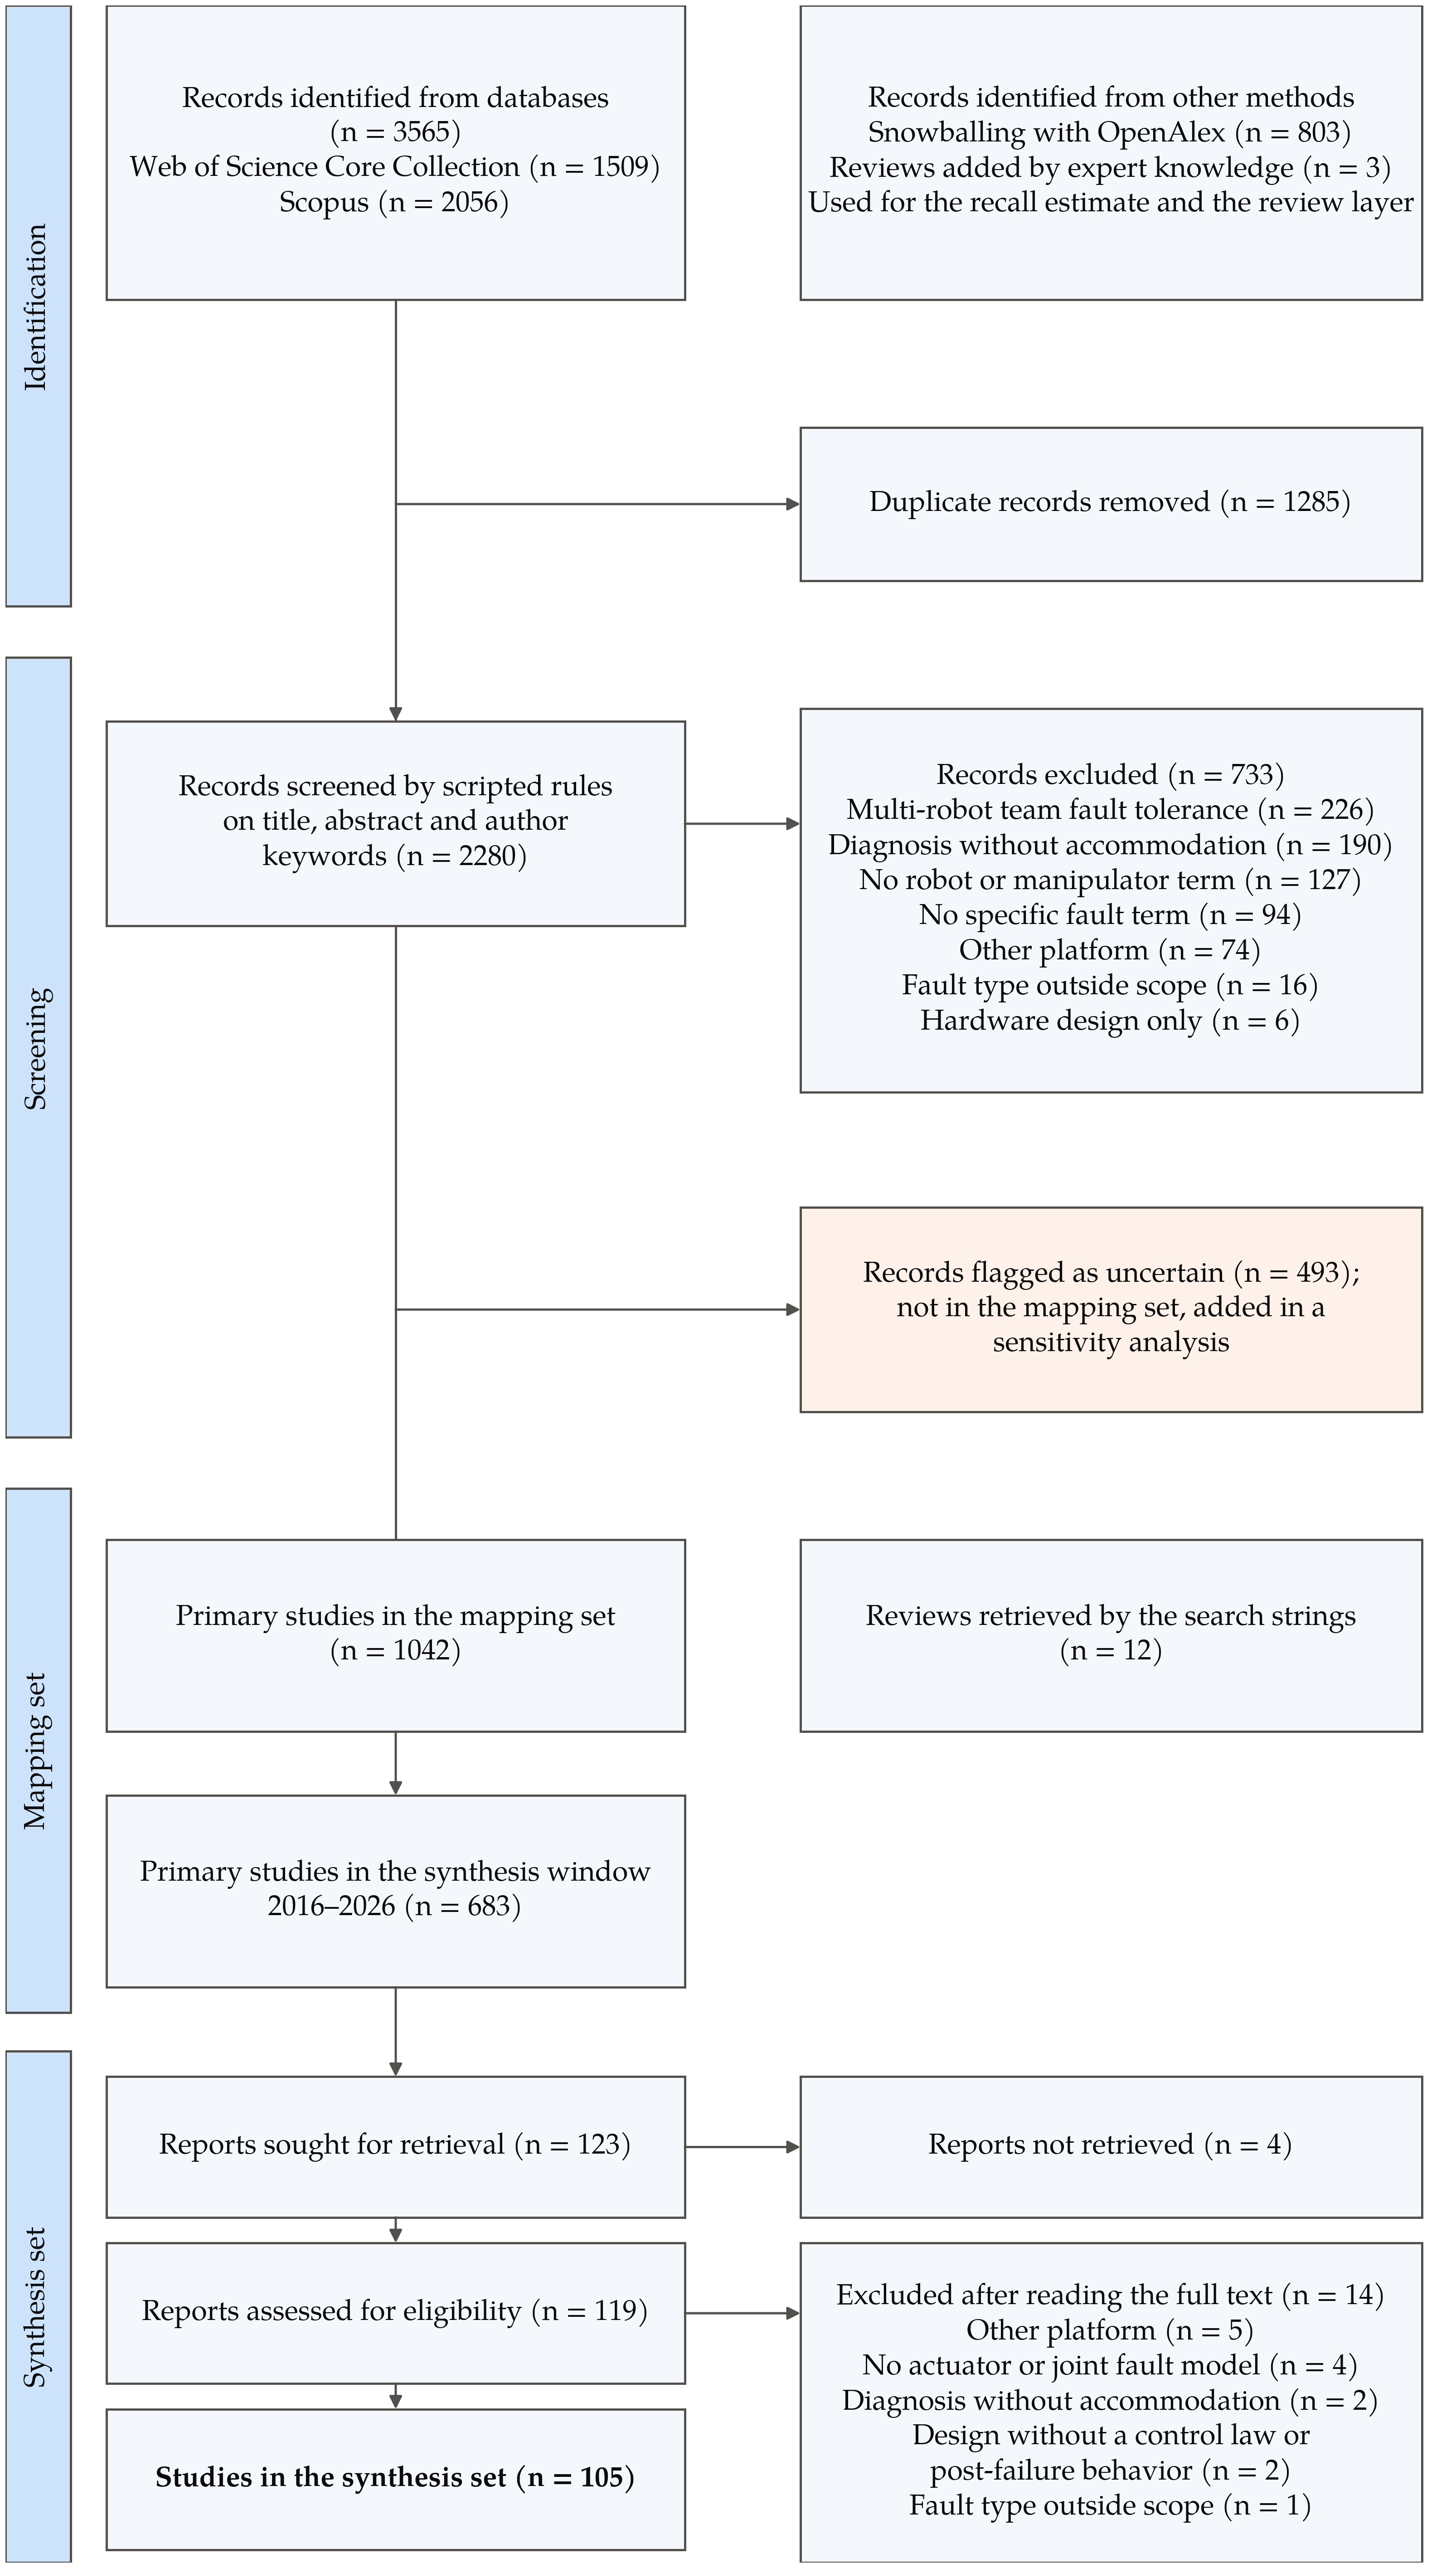 Identification
Records identified from databases
(n = 3565)
Web of Science Core Collection (n = 1509)
Scopus (n = 2056)
Records identified from other methods
Snowballing with OpenAlex (n = 803)
Reviews added by expert knowledge (n = 3)
Used for the recall estimate and the review layer
Duplicate records removed (n = 1285)
Screening
Records screened by scripted rules
on title, abstract and author
keywords (n = 2280)
Records excluded (n = 733)
Multi-robot team fault tolerance (n = 226)
Diagnosis without accommodation (n = 190)
No robot or manipulator term (n = 127)
No specific fault term (n = 94)
Other platform (n = 74)
Fault type outside scope (n = 16)
Hardware design only (n = 6)
Records flagged as uncertain (n = 493);
not in the mapping set, added in a
sensitivity analysis
Mapping set
Primary studies in the mapping set
(n = 1042)
Reviews retrieved by the search strings
(n = 12)
Primary studies in the synthesis window
2016–2026 (n = 683)
Synthesis set
Reports sought for retrieval (n = 123)
Reports not retrieved (n = 4)
Reports assessed for eligibility (n = 119)
Excluded after reading the full text (n = 14)
Other platform (n = 5)
No actuator or joint fault model (n = 4)
Diagnosis without accommodation (n = 2)
Design without a control law or
post-failure behavior (n = 2)
Fault type outside scope (n = 1)
Studies in the synthesis set (n = 105)